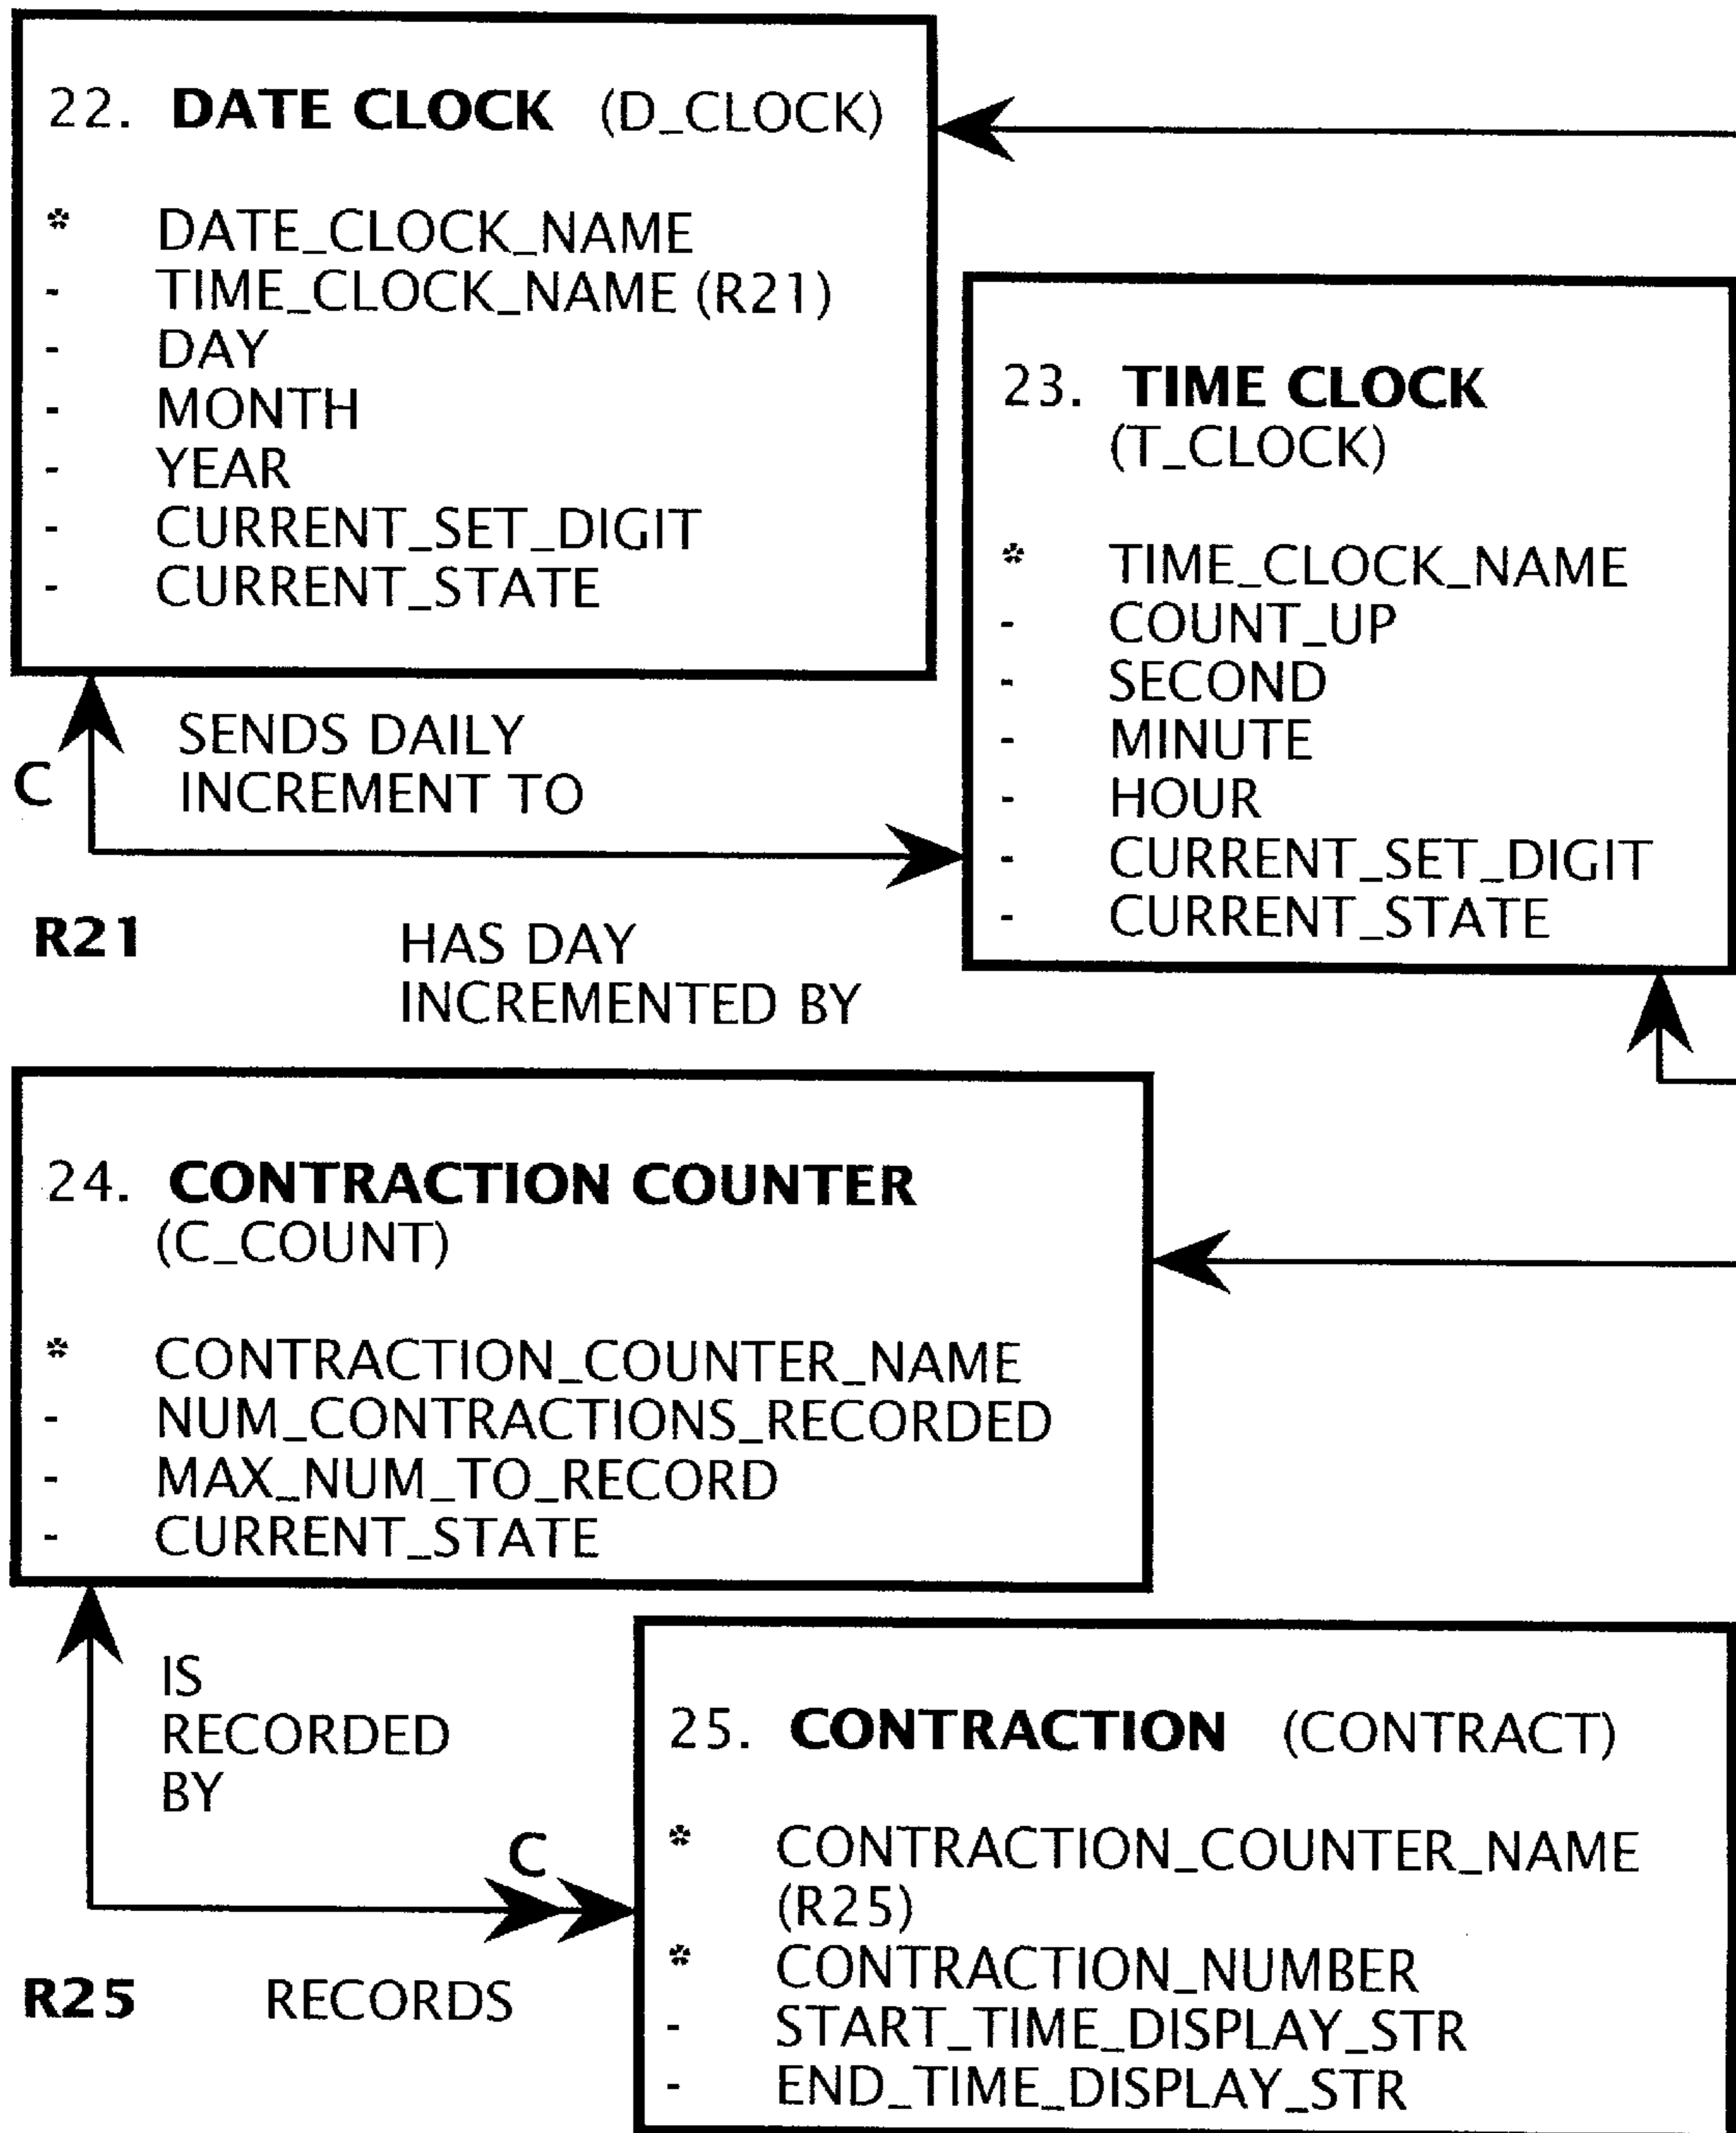 22. DATE CLOCK (D_CLOCK)
* DATE_CLOCK_NAME
- TIME_CLOCK_NAME (R21)
- DAY
- MONTH
- YEAR
- CURRENT_SET_DIGIT
- CURRENT_STATE
SENDS DAILY
C INCREMENT TO
R21
HAS DAY
INCREMENTED BY
23. TIME CLOCK
(T_CLOCK)
* TIME_CLOCK_NAME
- COUNT_UP
- SECOND
- MINUTE
- HOUR
- CURRENT_SET_DIGIT
- CURRENT_STATE
24. CONTRACTION COUNTER
(C_COUNT)
* CONTRACTION_COUNTER_NAME
- NUM_CONTRACTIONS_RECORDED
- MAX_NUM_TO_RECORD
- CURRENT_STATE
IS
RECORDED
BY
C
R25 RECORDS
25. CONTRACTION (CONTRACT)
* CONTRACTION_COUNTER_NAME
(R25)
* CONTRACTION_NUMBER
- START_TIME_DISPLAY_STR
- END_TIME_DISPLAY_STR